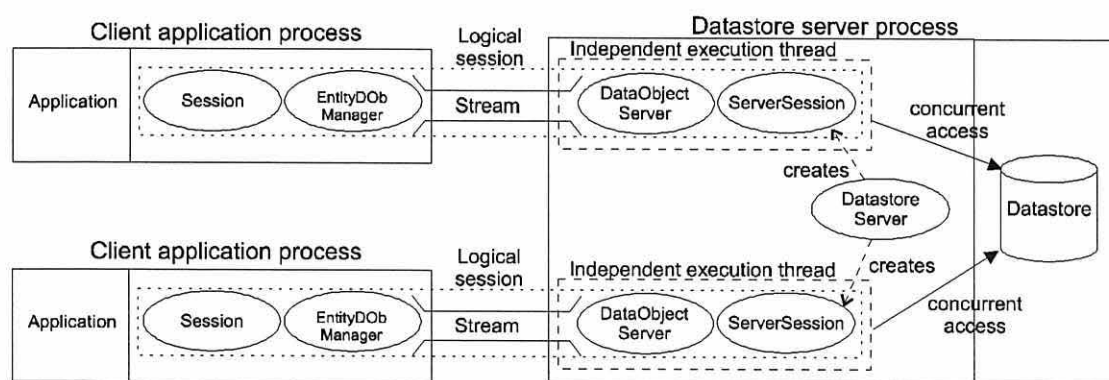 Client application process
Logical
session
Datastore server process
Independent execution thread
Application
Session
EntityDOb
Manager
Stream
DataObject
Server
ServerSession
concurrent
access
creates
Datastore
Server
Datastore
Client application process
Logical
session
Independent execution thread
creates
Application
Session
EntityDOb
Manager
Stream
DataObject
Server
ServerSession
concurrent
access